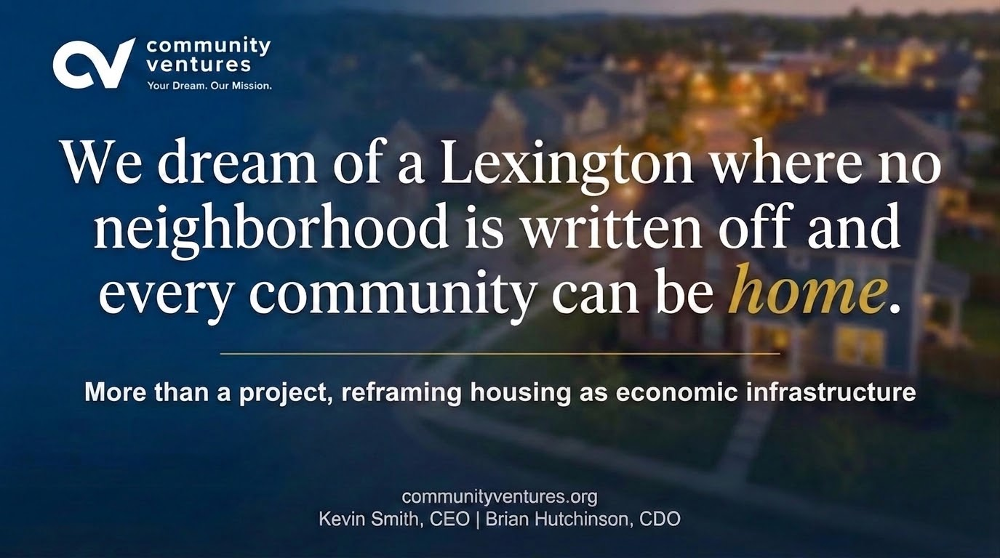 community
ventures
Your Dream. Our Mission.
We dream of a Lexington where no
neighborhood is written off and
every community can be home.
More than a project, reframing housing as economic infrastructure
communityventures.org
Kevin Smith, CEO | Brian Hutchinson, CDO